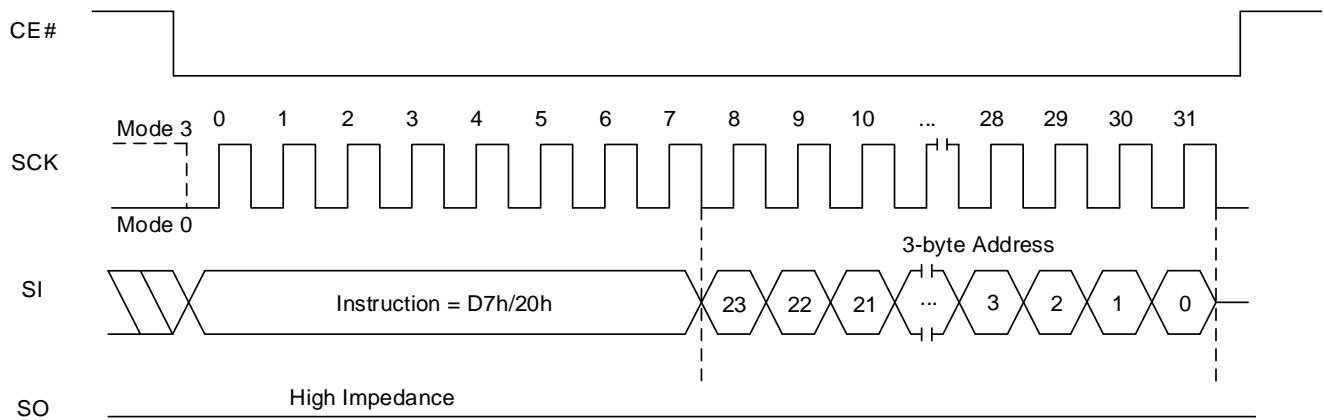 CE#
0 1 2 3 4 5 6 7 8 9 10 ... 28 29 30 31
Mode 3
SCK
Mode 0
3-byte Address
SI
Instruction = D7h/20h 23 22 21 ... 3 2 1 0
High Impedance
SO